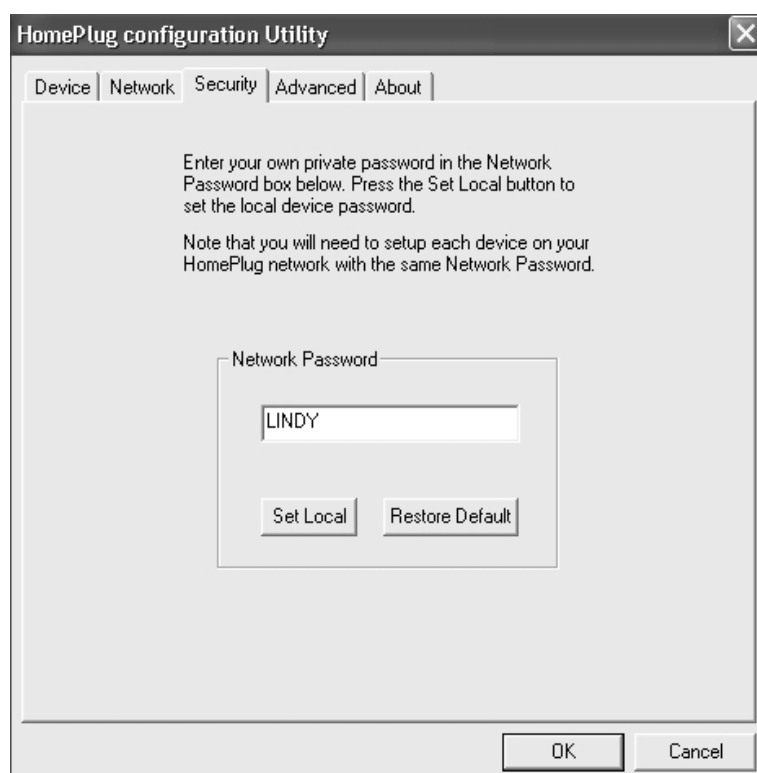 HomePlug configuration Utility
Device Network Security Advanced About
Enter your own private password in the Network
Password box below. Press the Set Local button to
set the local device password.
Note that you will need to setup each device on your
HomePlug network with the same Network Password.
Network Password
LINDY
Set Local Restore Default
OK Cancel